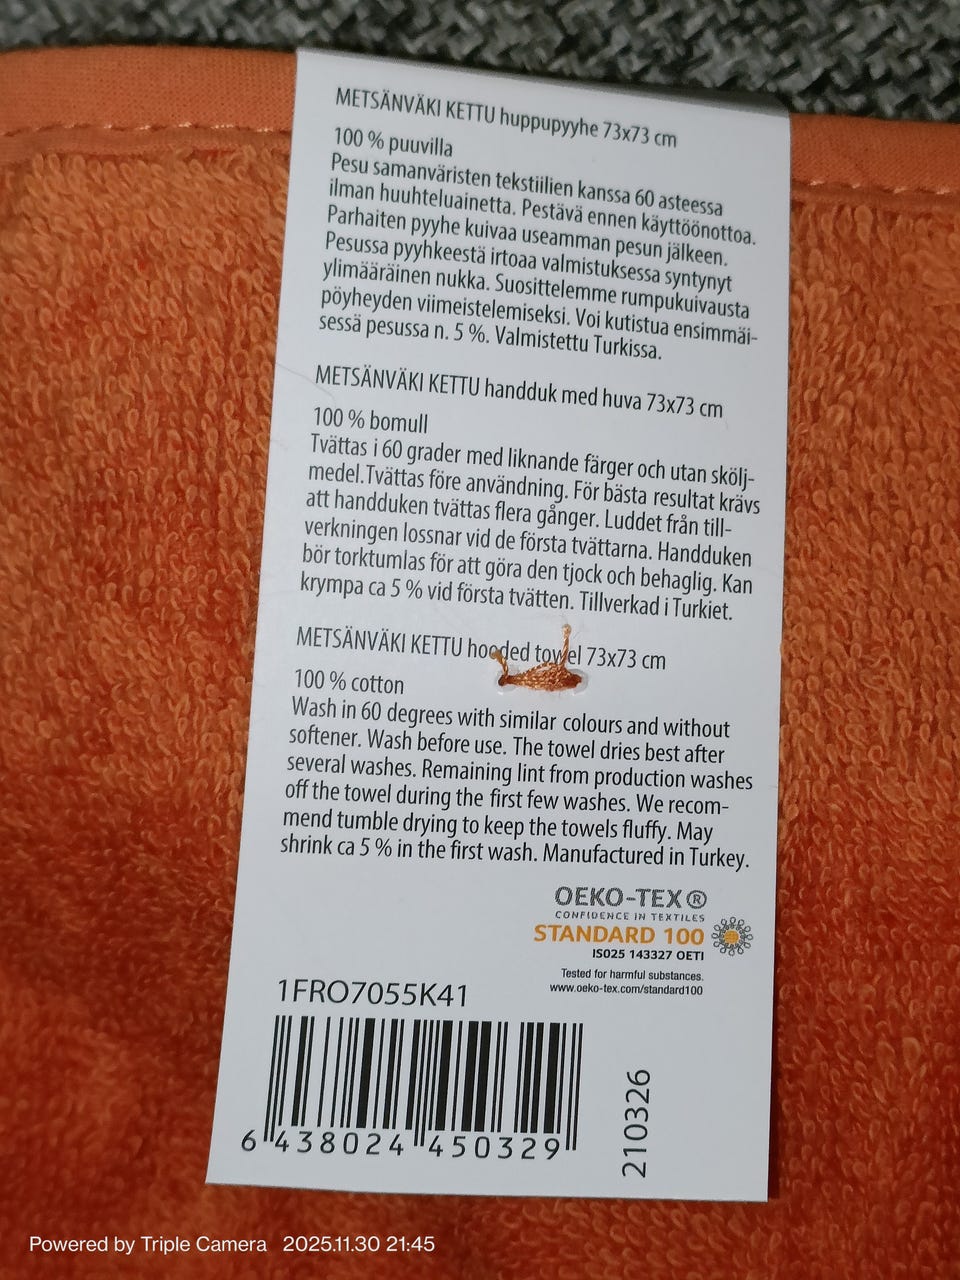 METSÄNVÄKI KETTU huppupyyhe 73x73 cm
100 % puuvilla
Pesu samanväristen tekstiilien kanssa 60 asteessa
ilman huuhteluainetta. Pestävä ennen käyttöönottoa.
Parhaiten pyyhe kuivaa useamman pesun jälkeen.
Pesussa pyyhkeestä irtoaa valmistuksessa syntynyt
ylimääräinen nukka. Suosittelemme rumpukuivausta
pöyheyden viimeistelemiseksi. Voi kutistua ensimmäi-
sessä pesussa n. 5 %. Valmistettu Turkissa.
METSÄNVÄKI KETTU handduk med huva 73x73 cm
100 % bomull
Tvättas i 60 grader med liknande färger och utan skölj-
medel. Tvättas före användning. För bästa resultat krävs
att handduken tvättas flera gånger. Luddet från till-
verkningen lossnar vid de första tvättarna. Handduken
bör torktumlas för att göra den tjock och behaglig. Kan
krympa ca 5 % vid första tvätten. Tillverkad i Turkiet.
METSÄNVÄKI KETTU hooded towel 73x73 cm
100 % cotton
Wash in 60 degrees with similar colours and without
softener. Wash before use. The towel dries best after
several washes. Remaining lint from production washes
off the towel during the first few washes. We recom-
mend tumble drying to keep the towels fluffy. May
shrink ca 5 % in the first wash. Manufactured in Turkey.
OEKO-TEX®
CONFIDENCE IN TEXTILES
STANDARD 100
IS025 143327 OETI
Tested for harmful substances.
www.oeko-tex.com/standard100
1FRO7055K41
6 438024 450329
210326
Powered by Triple Camera 2025.11.30 21:45